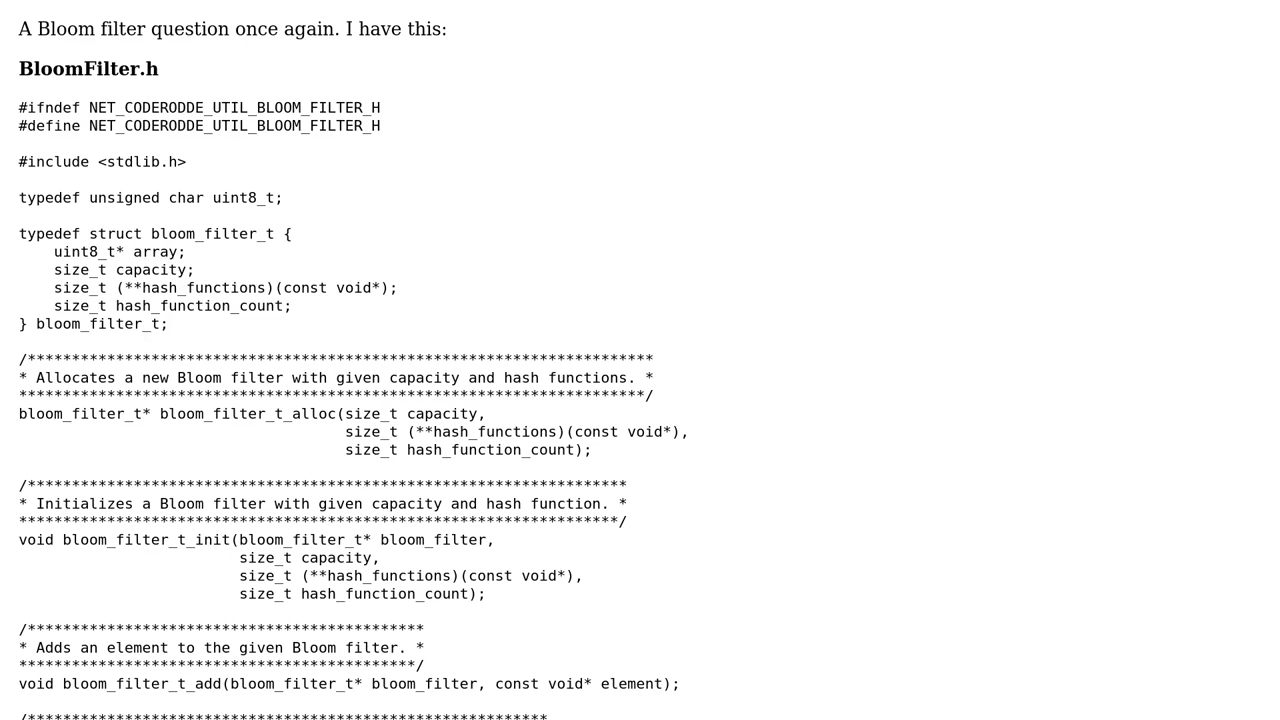 A Bloom filter question once again. I have this:
BloomFilter.h
#ifndef NET_CODERODDE_UTIL_BLOOM_FILTER_H
#define NET_CODERODDE_UTIL_BLOOM_FILTER_H
#include <stdlib.h>
typedef unsigned char uint8_t;
typedef struct bloom_filter_t {
    uint8_t* array;
    size_t capacity;
    size_t (**hash_functions)(const void*);
    size_t hash_function_count;
} bloom_filter_t;
/***********************************************************************
* Allocates a new Bloom filter with given capacity and hash functions. *
***********************************************************************/
bloom_filter_t* bloom_filter_t_alloc(size_t capacity,
                                     size_t (**hash_functions)(const void*),
                                     size_t hash_function_count);
/********************************************************************
* Initializes a Bloom filter with given capacity and hash function. *
********************************************************************/
void bloom_filter_t_init(bloom_filter_t* bloom_filter,
                         size_t capacity,
                         size_t (**hash_functions)(const void*),
                         size_t hash_function_count);
/*********************************************
* Adds an element to the given Bloom filter. *
*********************************************/
void bloom_filter_t_add(bloom_filter_t* bloom_filter, const void* element);
/***********************************************************